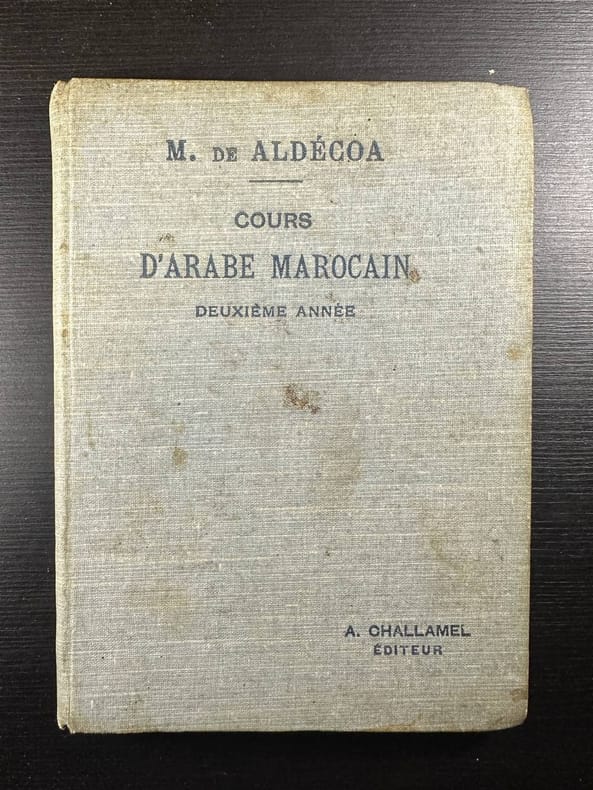 M. DE ALDÉCOA
COURS
D'ARABE MAROCAIN
DEUXIÈME ANNÉE
A. CHALLAMEL
ÉDITEUR